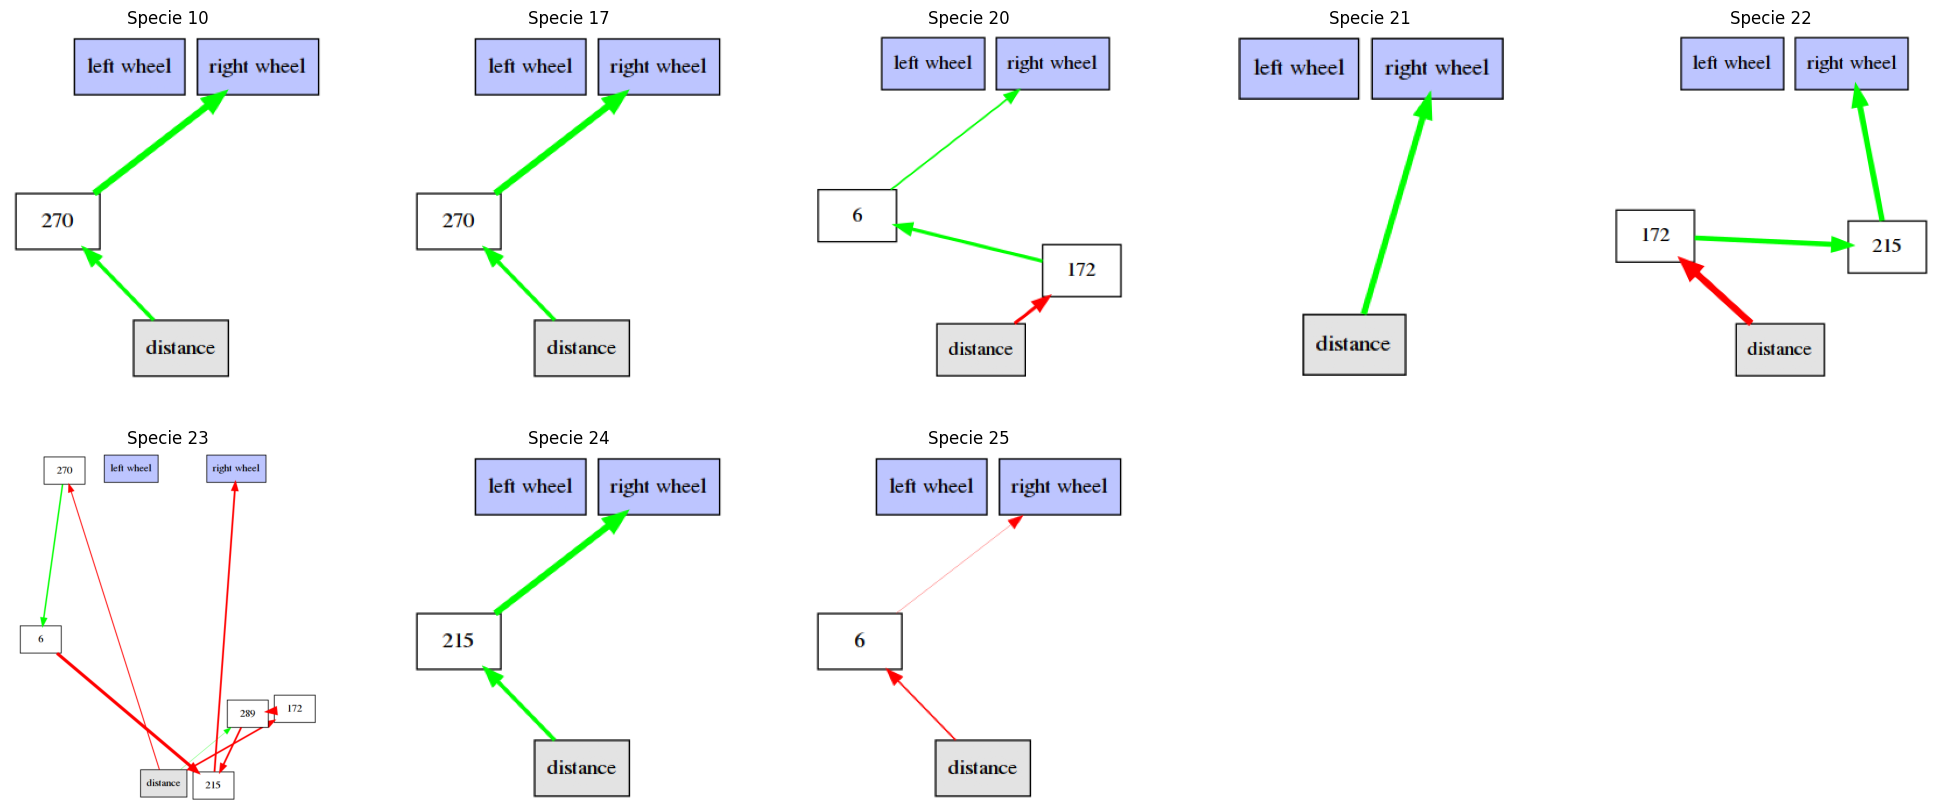 Specie 10
left wheel
right wheel
270
distance
Specie 17
left wheel
right wheel
270
distance
Specie 20
left wheel
right wheel
6
172
distance
Specie 21
left wheel
right wheel
distance
Specie 22
left wheel
right wheel
172
215
distance
Specie 23
270
left wheel
right wheel
6
289
172
distance
215
Specie 24
left wheel
right wheel
215
distance
Specie 25
left wheel
right wheel
6
distance